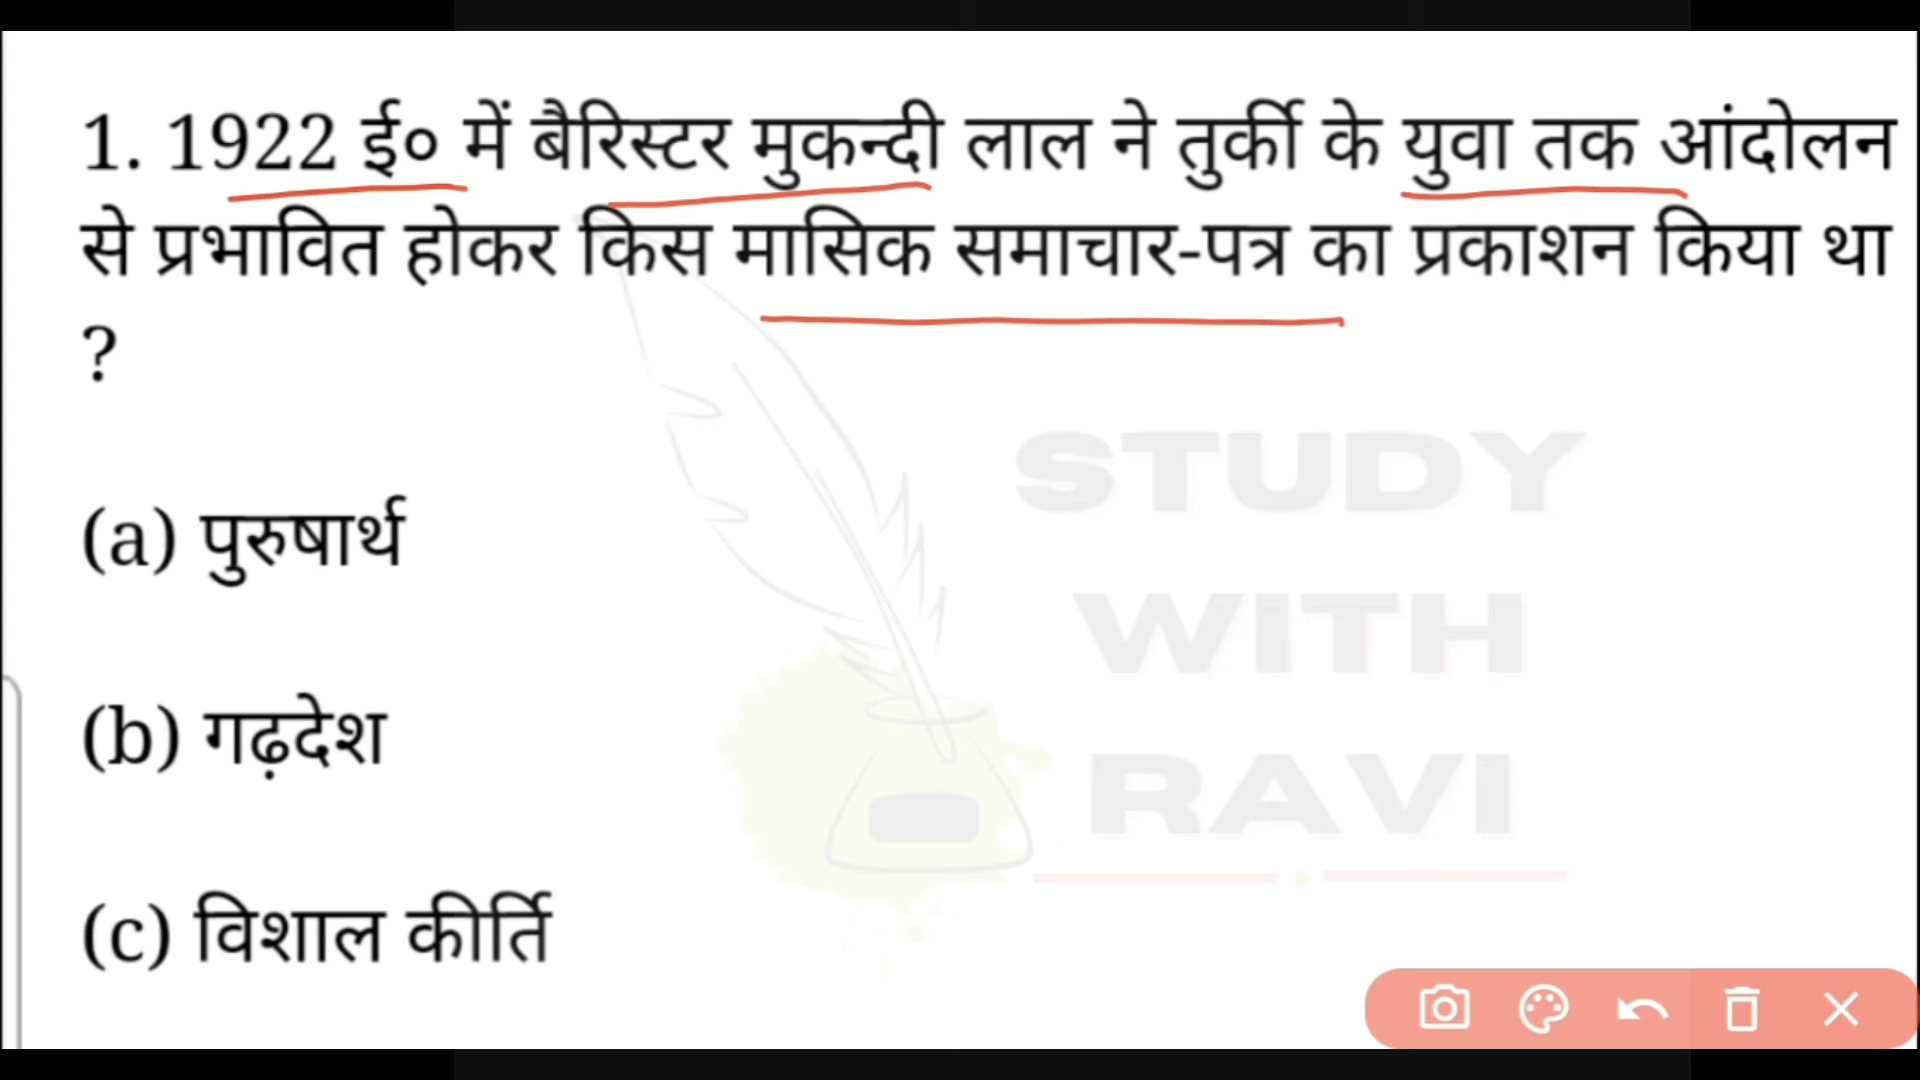 1. 1922 ई० में बैरिस्टर मुकन्दी लाल ने तुर्की के युवा तक आंदोलन
से प्रभावित होकर किस मासिक समाचार-पत्र का प्रकाशन किया था
?
(a) पुरुषार्थ
(b) गढ़देश
(c) विशाल कीर्ति
STUDY
WITH
RAVI